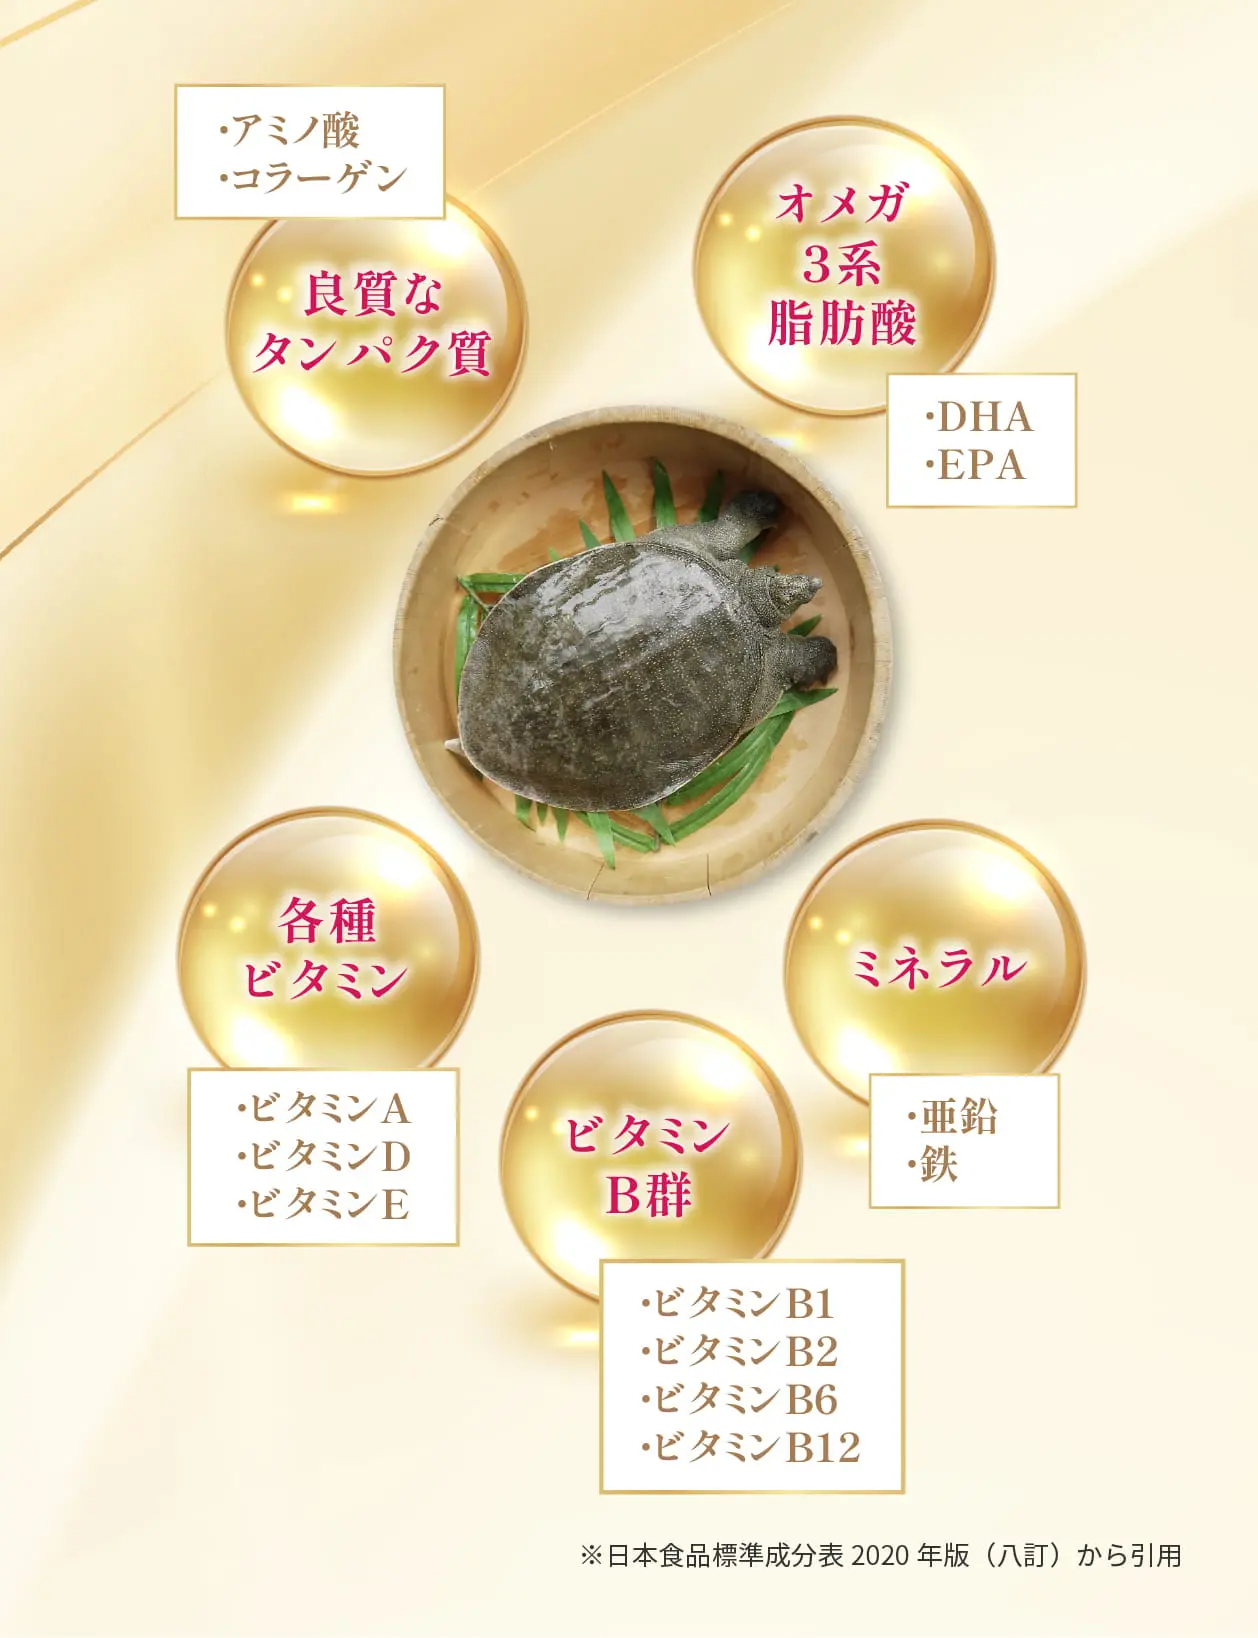 ・アミノ酸
・コラーゲン
良質な
タンパク質
オメガ
3系
脂肪酸
・DHA
・EPA
各種
ビタミン
・ビタミンA
・ビタミンD
・ビタミンE
ミネラル
・亜鉛
・鉄
ビタミン
B群
・ビタミンB1
・ビタミンB2
・ビタミンB6
・ビタミンB12
※日本食品標準成分表 2020 年版（八訂）から引用